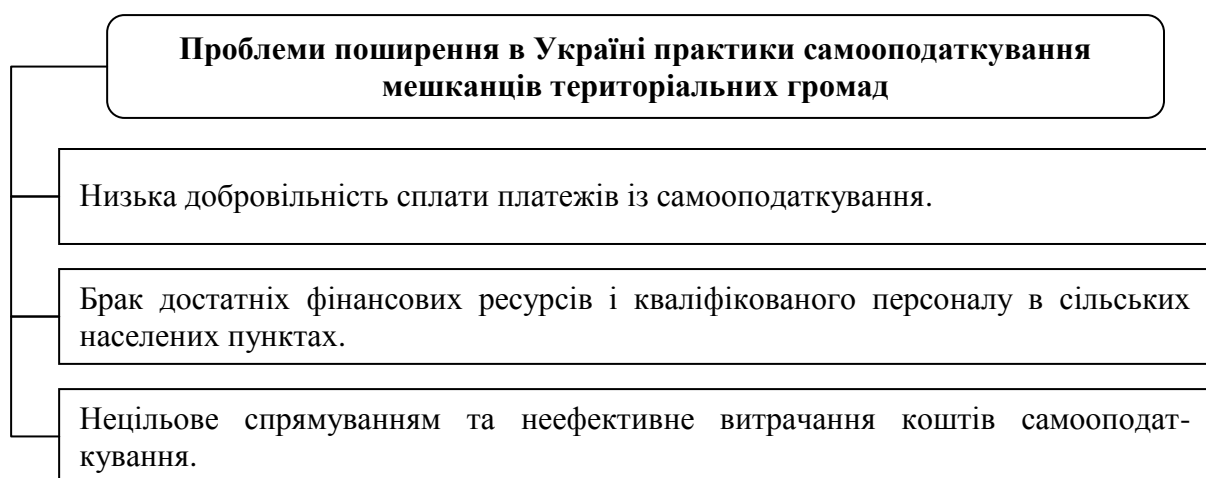 Проблеми поширення в Україні практики самооподаткування
мешканців територіальних громад
Низька добровільність сплати платежів із самооподаткування.
Брак достатніх фінансових ресурсів і кваліфікованого персоналу в сільських
населених пунктах.
Нецільове спрямуванням та неефективне витрачання коштів самооподат-
кування.